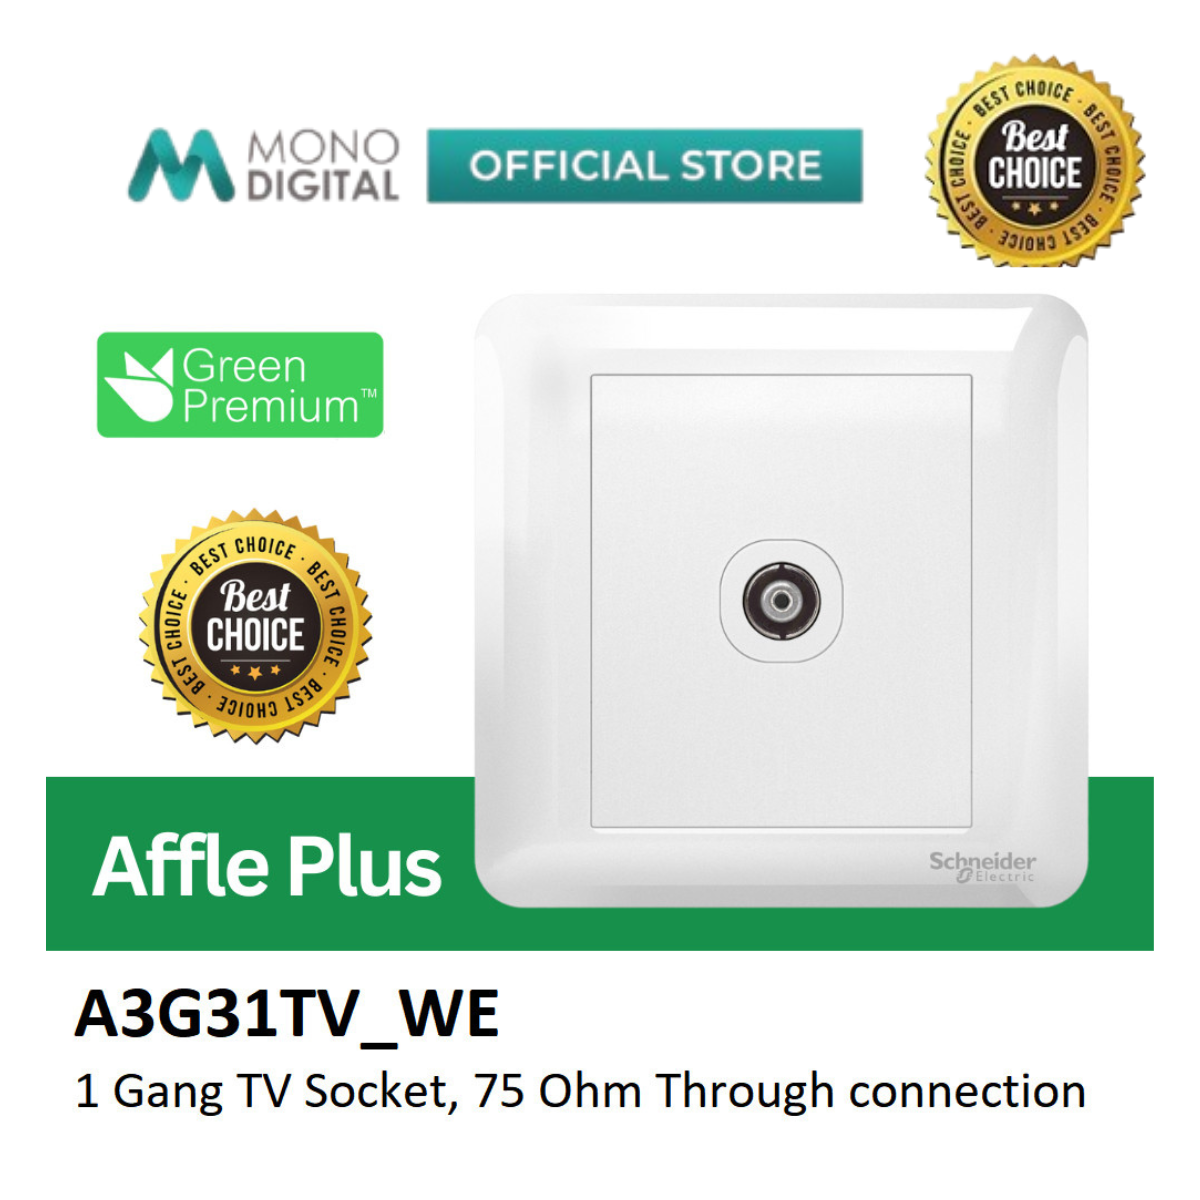 MONO
DIGITAL
OFFICIAL STORE
BEST CHOICE · BEST CHOICE · BEST CHOICE · BEST CHOICE ·
Best
CHOICE
Green
Premium™
BEST CHOICE · BEST CHOICE · BEST CHOICE · BEST CHOICE ·
Best
CHOICE
Affle Plus
Schneider
Electric
A3G31TV_WE
1 Gang TV Socket, 75 Ohm Through connection